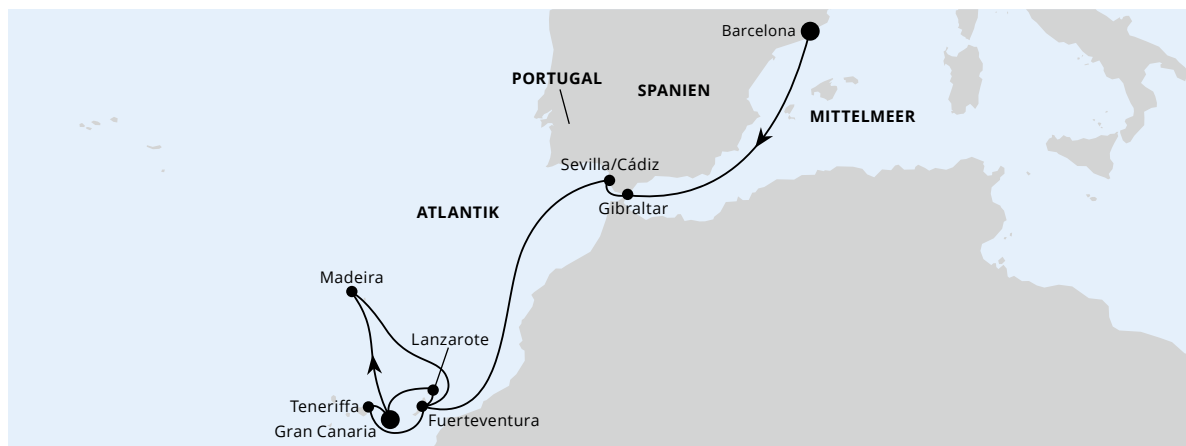 Barcelona
PORTUGAL
SPANIEN
MITTELMEER
Sevilla/Cádiz
Gibraltar
ATLANTIK
Madeira
Lanzarote
Teneriffa
Fuerteventura
Gran Canaria